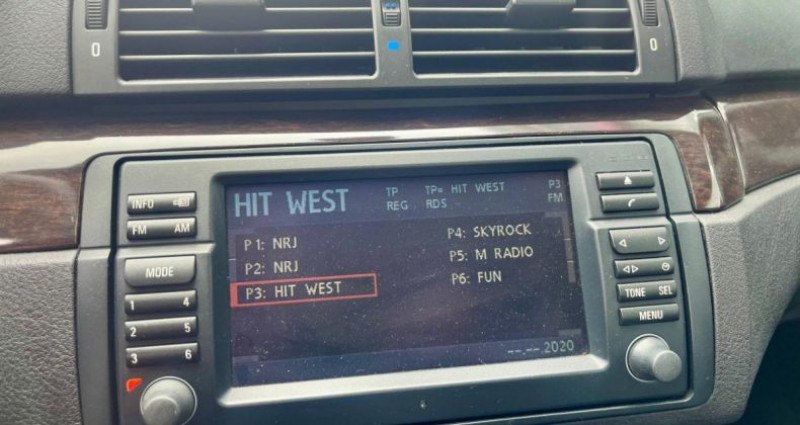 0 0
HIT WEST TP TP= HIT WEST P3
REG RDS FM
P1: NRJ P4: SKYROCK
P2: NRJ P5: M RADIO
P3: HIT WEST P6: FUN
--.--.2020
INFO
FM AM
MODE
1 4
2 5
3 6
TONE SEL
MENU